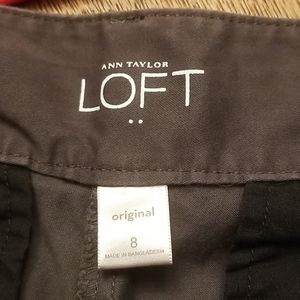 ANN TAYLOR
LOFT
original
8
MADE IN BANGLADESH